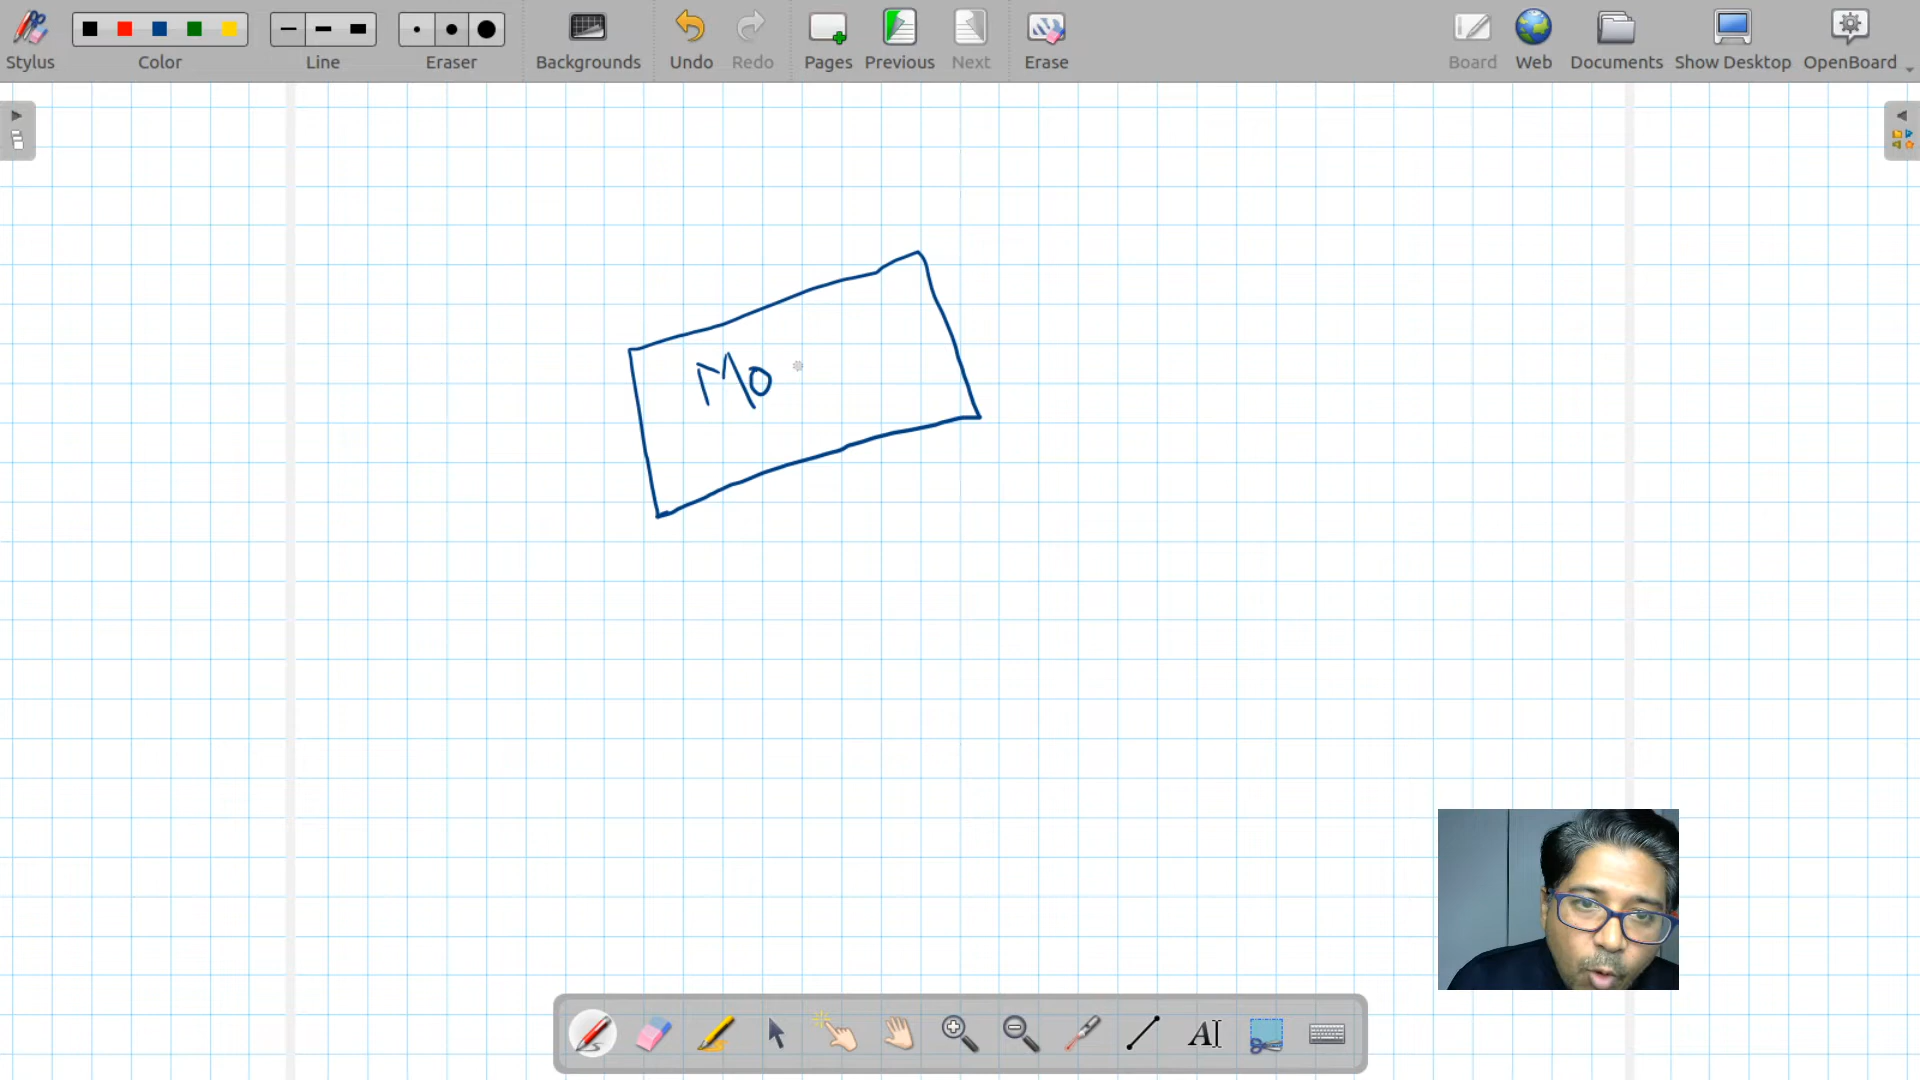 Stylus
Color
Line
Eraser
Backgrounds
Undo
Redo
Pages
Previous
Next
Erase
Board
Web
Documents
Show Desktop
OpenBoard
Mo